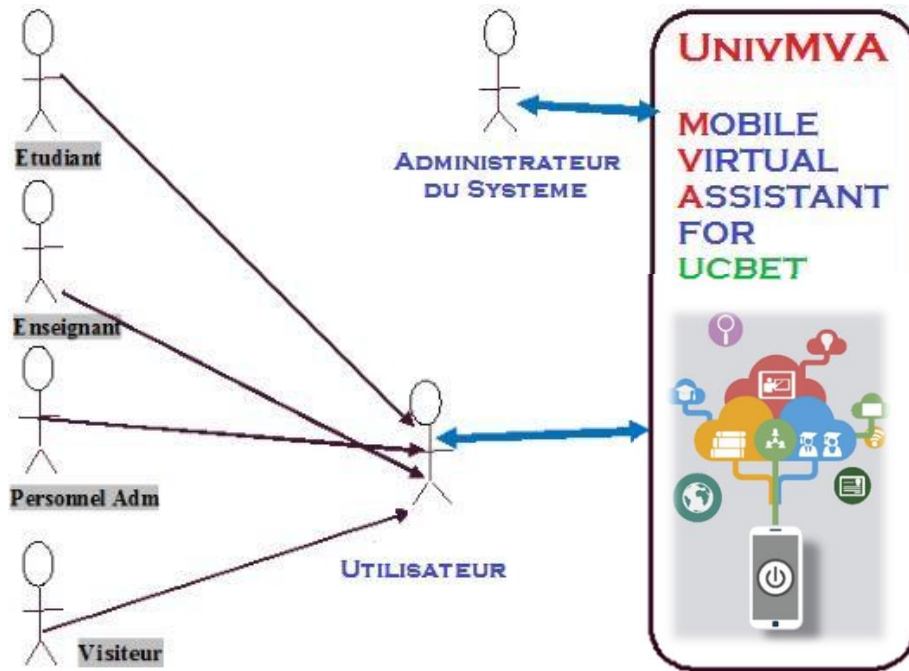 Etudiant
Enseignant
Personnel Adm
Visiteur
ADMINISTRATEUR
DU SYSTEME
UTILISATEUR
UNIVMVA
MOBILE
VIRTUAL
ASSISTANT
FOR
UCBET